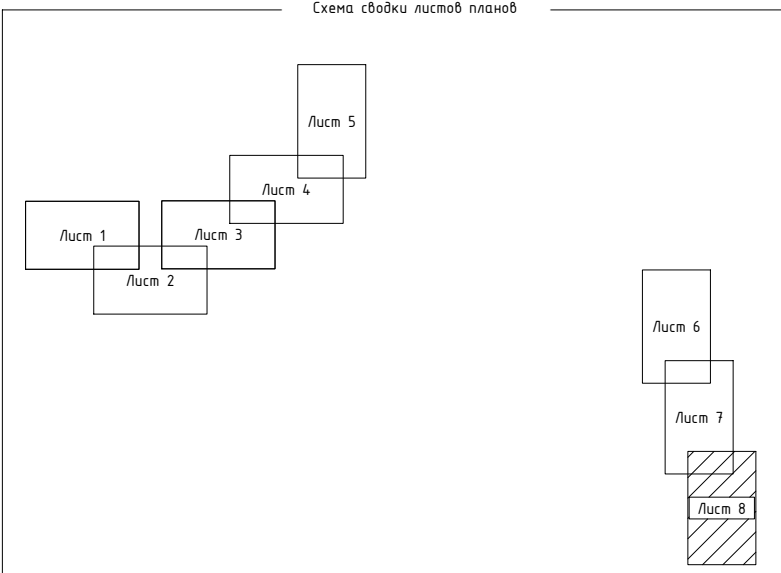 Схема сводки листов планов
Лист 5
Лист 4
Лист 1
Лист 3
Лист 2
Лист 6
Лист 7
Лист 8